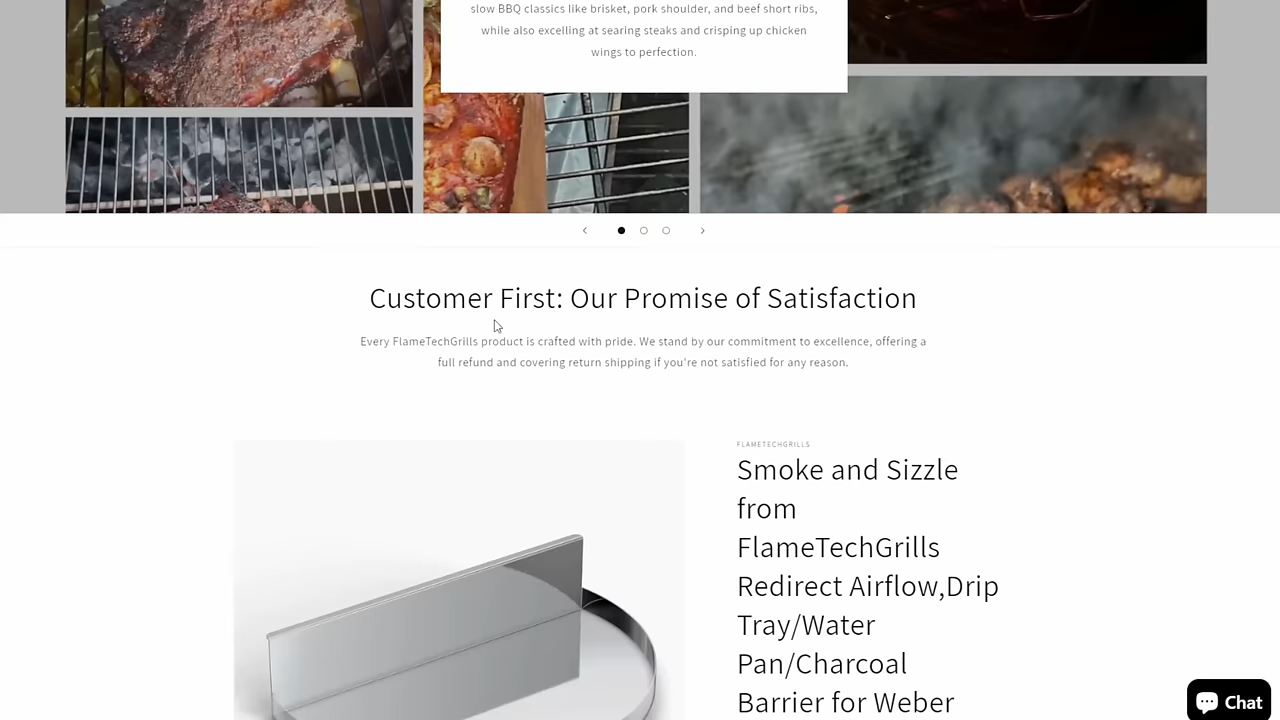 slow BBQ classics like brisket, pork shoulder, and beef short ribs,
while also excelling at searing steaks and crisping up chicken
wings to perfection.
Customer First: Our Promise of Satisfaction
Every FlameTechGrills product is crafted with pride. We stand by our commitment to excellence, offering a
full refund and covering return shipping if you're not satisfied for any reason.
FLAMETECHGRILLS
Smoke and Sizzle
from
FlameTechGrills
Redirect Airflow,Drip
Tray/Water
Pan/Charcoal
Barrier for Weber
Chat